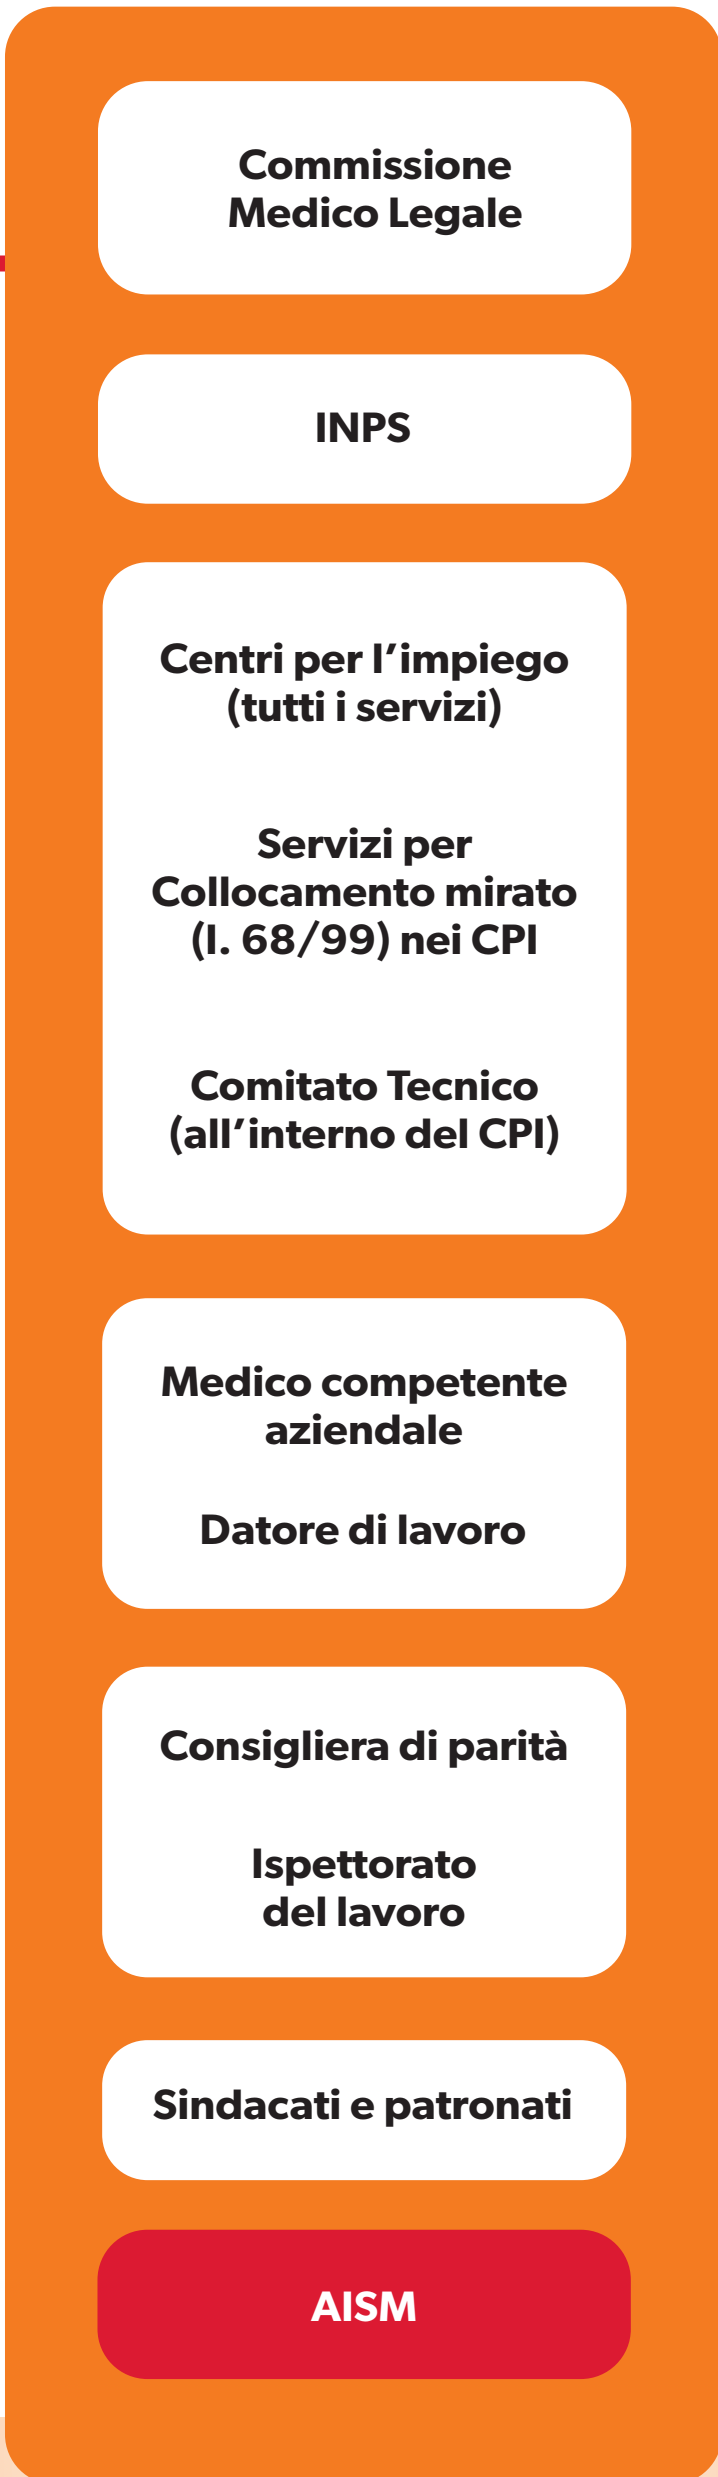 Commissione
Medico Legale
INPS
Centri per l’impiego
(tutti i servizi)
Servizi per
Collocamento mirato
(l. 68/99) nei CPI
Comitato Tecnico
(all’interno del CPI)
Medico competente
aziendale
Datore di lavoro
Consigliera di parità
Ispettorato
del lavoro
Sindacati e patronati
AISM